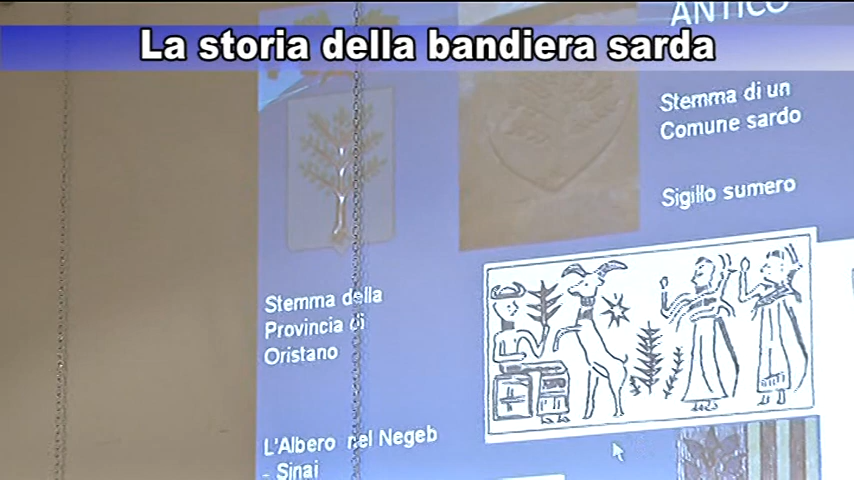 La storia della bandiera sarda
ANTICO
Stemma di un
Comune sardo
Sigillo sumero
Stemma della
Provincia di
Oristano
L'Albero nel Negeb
- Sinai